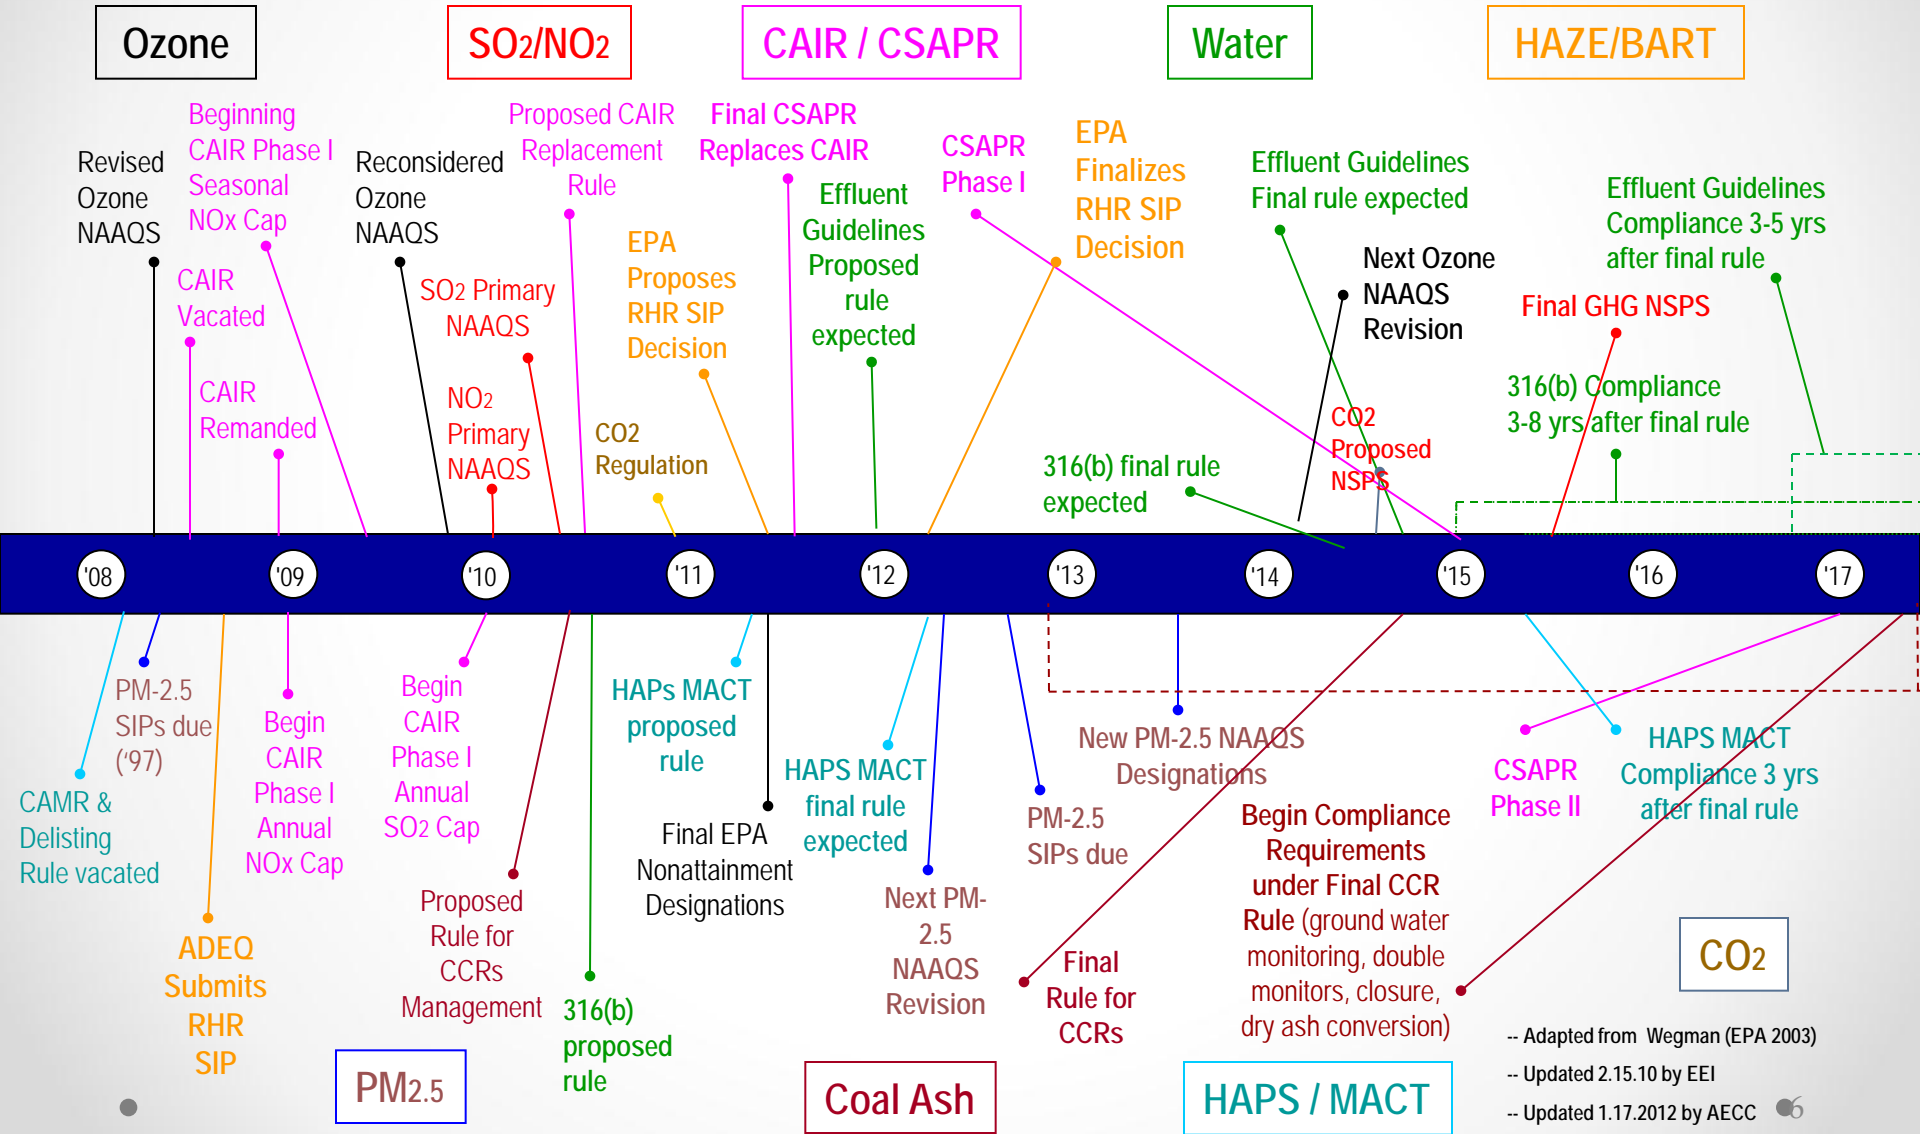 Ozone
SO2/NO2
CAIR / CSAPR
Water
HAZE/BART
Revised
Ozone
NAAQS
Beginning
CAIR Phase I
Seasonal
NOx Cap
CAIR
Vacated
CAIR
Remanded
Reconsidered
Ozone
NAAQS
SO2 Primary
NAAQS
NO2
Primary
NAAQS
Proposed CAIR
Replacement
Rule
CO2
Regulation
EPA
Proposes
RHR SIP
Decision
Final CSAPR
Replaces CAIR
Effluent
Guidelines
Proposed
rule
expected
CSAPR
Phase I
EPA
Finalizes
RHR SIP
Decision
316(b) final rule
expected
Effluent Guidelines
Final rule expected
Next Ozone
NAAQS
Revision
CO2
Proposed
NSPS
Final GHG NSPS
316(b) Compliance
3-8 yrs after final rule
Effluent Guidelines
Compliance 3-5 yrs
after final rule
'08
'09
'10
'11
'12
'13
'14
'15
'16
'17
CAMR &
Delisting
Rule vacated
PM-2.5
SIPs due
('97)
ADEQ
Submits
RHR
SIP
Begin
CAIR
Phase I
Annual
NOx Cap
Begin
CAIR
Phase I
Annual
SO2 Cap
Proposed
Rule for
CCRs
Management
316(b)
proposed
rule
HAPs MACT
proposed
rule
Final EPA
Nonattainment
Designations
HAPS MACT
final rule
expected
Next PM-
2.5
NAAQS
Revision
PM-2.5
SIPs due
Final
Rule for
CCRs
New PM-2.5 NAAQS
Designations
Begin Compliance
Requirements
under Final CCR
Rule (ground water
monitoring, double
monitors, closure,
dry ash conversion)
CSAPR
Phase II
HAPS MACT
Compliance 3 yrs
after final rule
PM2.5
Coal Ash
HAPS / MACT
CO2
-- Adapted from Wegman (EPA 2003)
-- Updated 2.15.10 by EEI
-- Updated 1.17.2012 by AECC
6